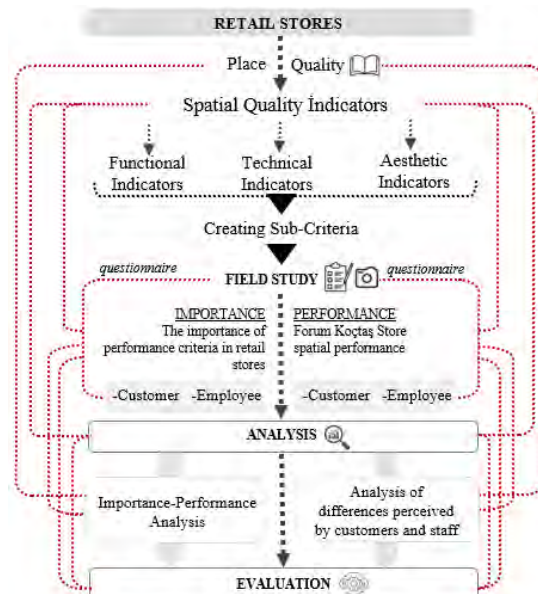 RETAIL STORES
Place Quality
Spatial Quality İndicators
Functional Indicators
Technical Indicators
Aesthetic Indicators
Creating Sub-Criteria
questionnaire
questionnaire
FIELD STUDY
IMPORTANCE
The importance of
performance criteria in retail
stores
PERFORMANCE
Forum Koçtaş Store
spatial performance
-Customer -Employee
-Customer -Employee
ANALYSIS
Importance-Performance
Analysis
Analysis of
differences perceived
by customers and staff
EVALUATION